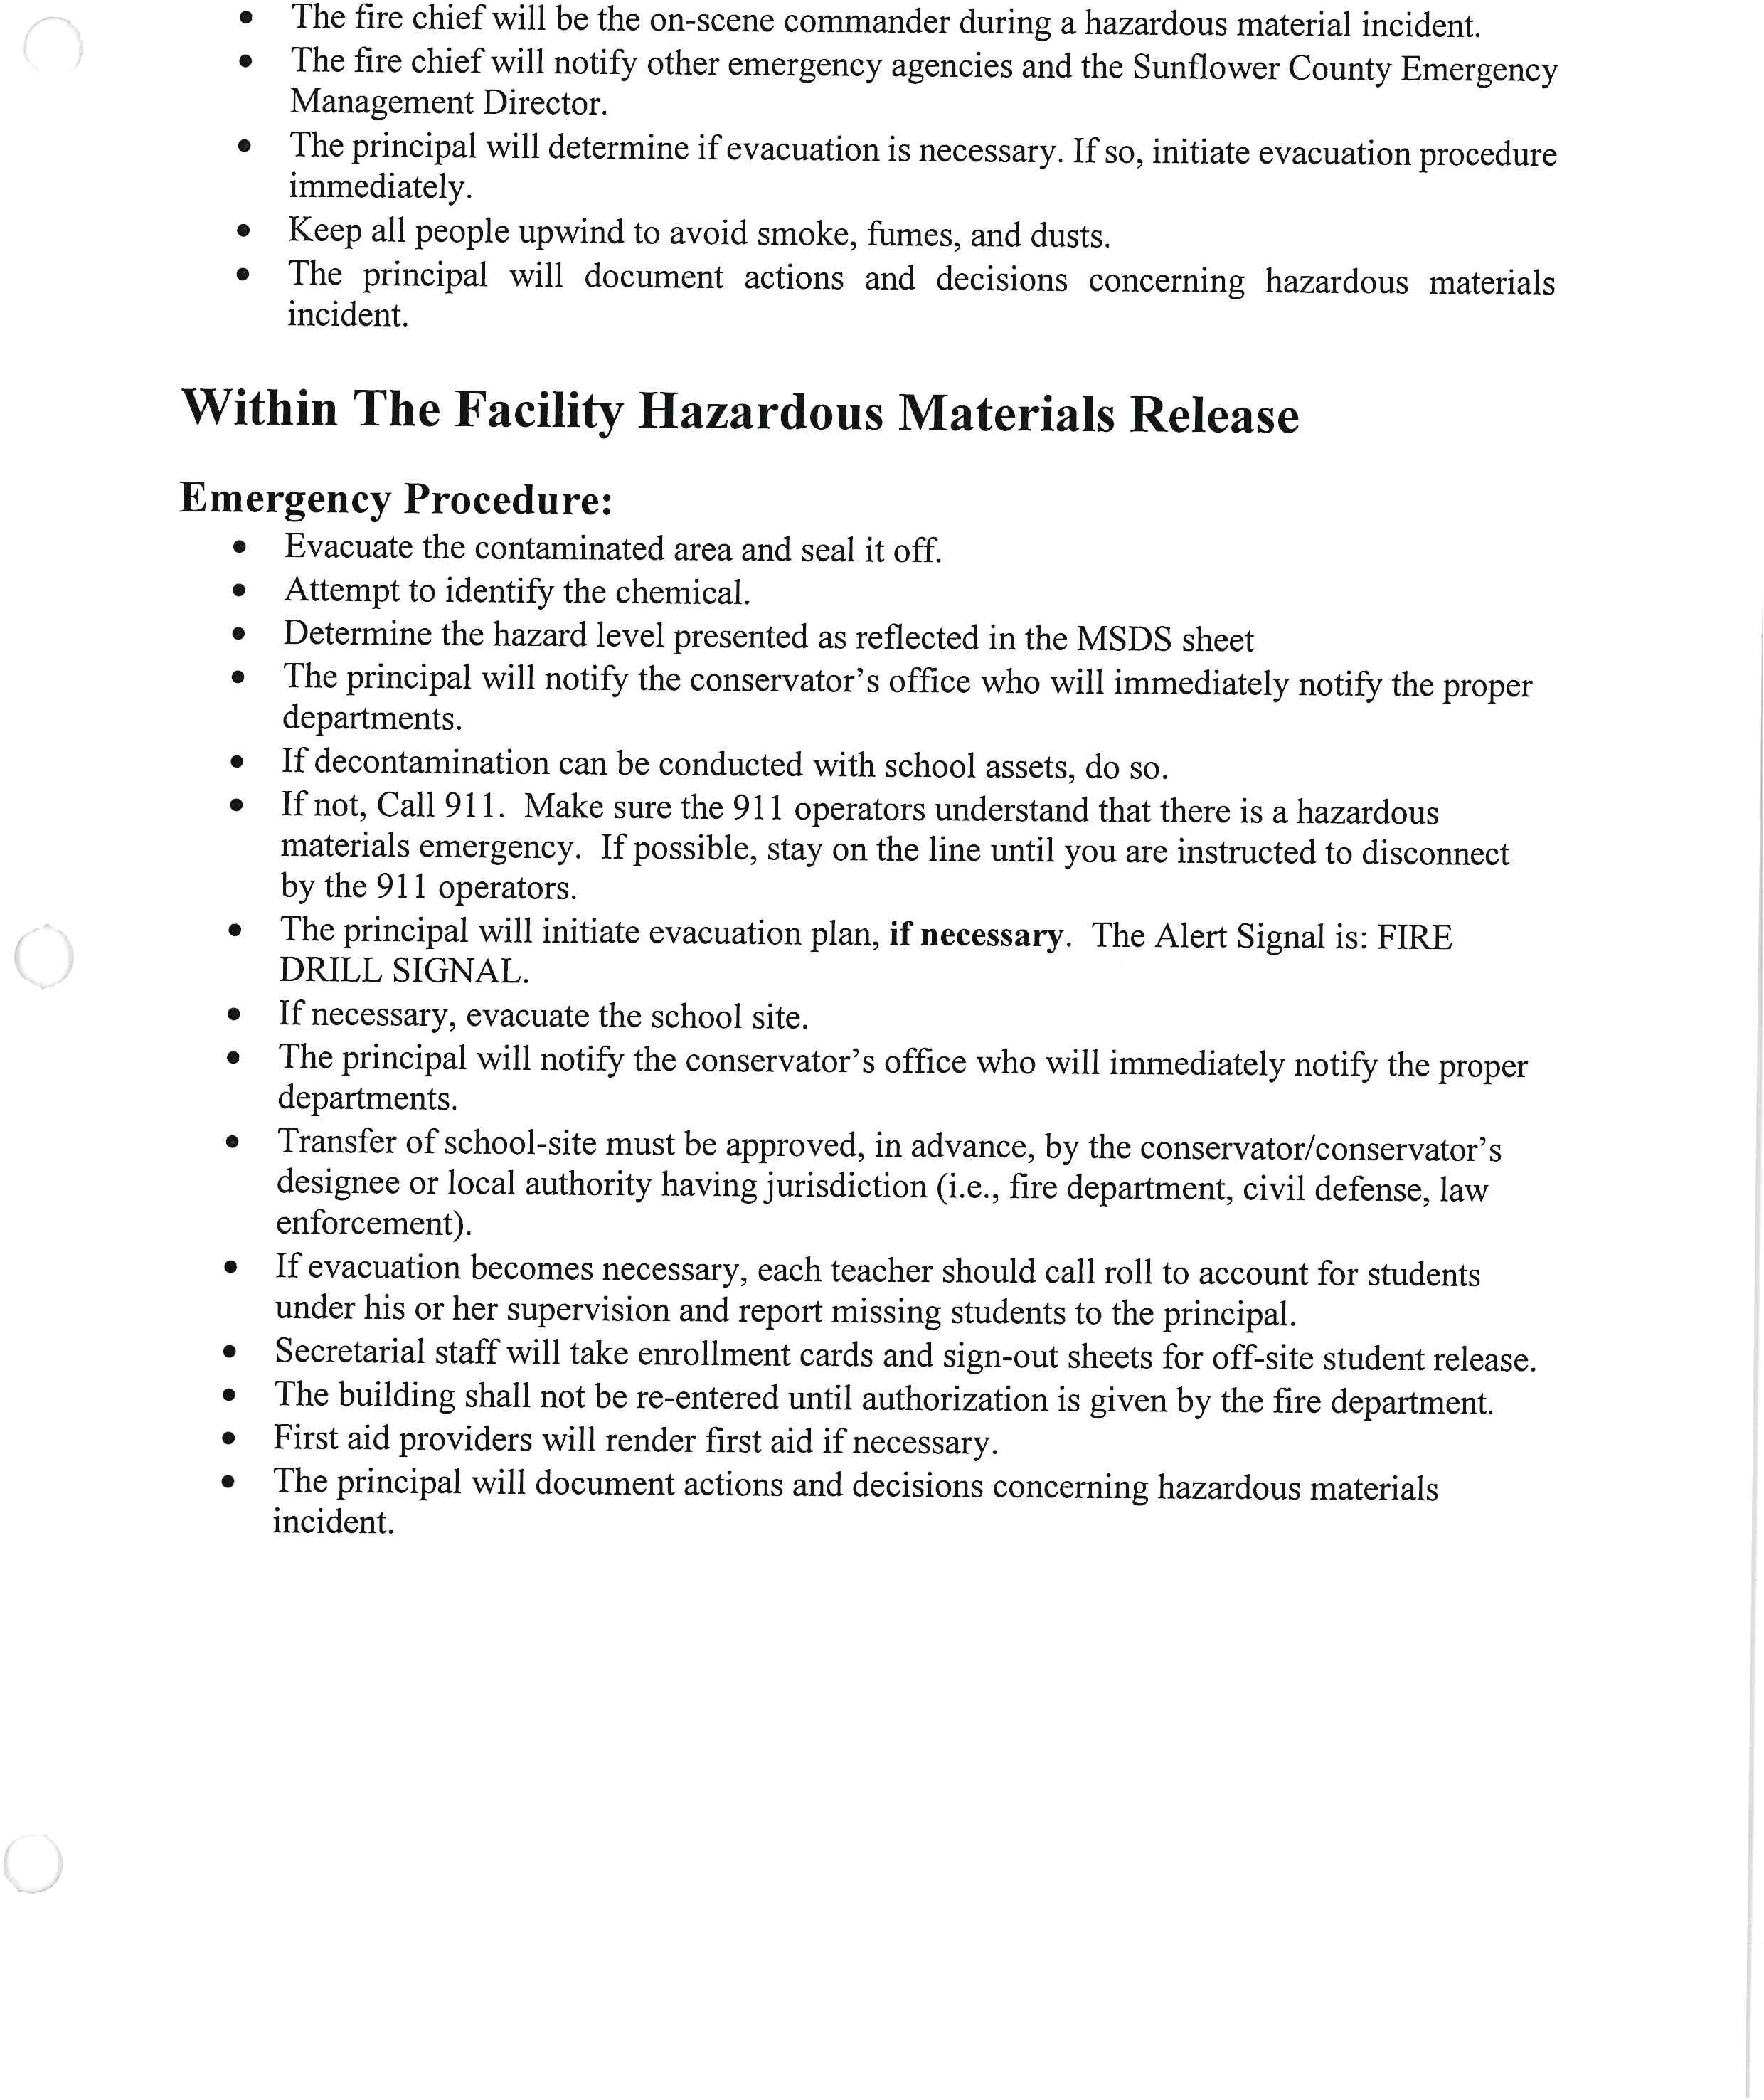 • The fire chief will be the on-scene commander during a hazardous material incident.
• The fire chief will notify other emergency agencies and the Sunflower County Emergency
Management Director.
• The principal will determine if evacuation is necessary. If so, initiate evacuation procedure
immediately.
• Keep all people upwind to avoid smoke, fumes, and dusts.
• The principal will document actions and decisions concerning hazardous materials
incident.
Within The Facility Hazardous Materials Release
Emergency Procedure:
• Evacuate the contaminated area and seal it off.
• Attempt to identify the chemical.
• Determine the hazard level presented as reflected in the MSDS sheet
• The principal will notify the conservator’s office who will immediately notify the proper
departments.
• If decontamination can be conducted with school assets, do so.
• If not, Call 911.  Make sure the 911 operators understand that there is a hazardous
materials emergency.  If possible, stay on the line until you are instructed to disconnect
by the 911 operators.
• The principal will initiate evacuation plan, if necessary.  The Alert Signal is: FIRE
DRILL SIGNAL.
• If necessary, evacuate the school site.
• The principal will notify the conservator’s office who will immediately notify the proper
departments.
• Transfer of school-site must be approved, in advance, by the conservator/conservator’s
designee or local authority having jurisdiction (i.e., fire department, civil defense, law
enforcement).
• If evacuation becomes necessary, each teacher should call roll to account for students
under his or her supervision and report missing students to the principal.
• Secretarial staff will take enrollment cards and sign-out sheets for off-site student release.
• The building shall not be re-entered until authorization is given by the fire department.
• First aid providers will render first aid if necessary.
• The principal will document actions and decisions concerning hazardous materials
incident.